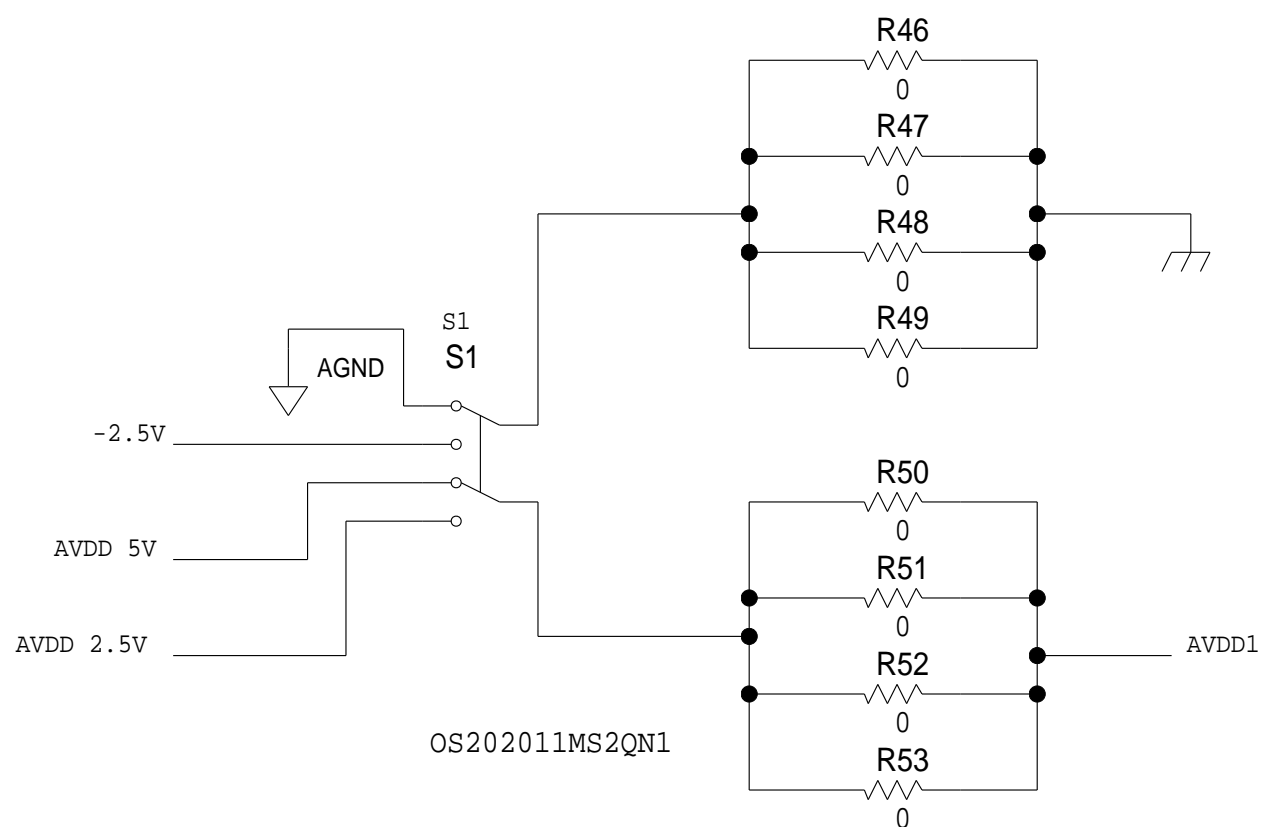 R46
0
R47
0
R48
0
R49
0
S1
S1
AGND
-2.5V
AVDD 5V
AVDD 2.5V
R50
0
R51
0
R52
0
R53
0
AVDD1
OS202011MS2QN1